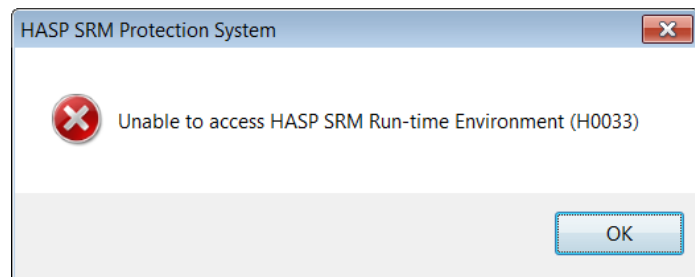 HASP SRM Protection System
Unable to access HASP SRM Run-time Environment (H0033)
OK